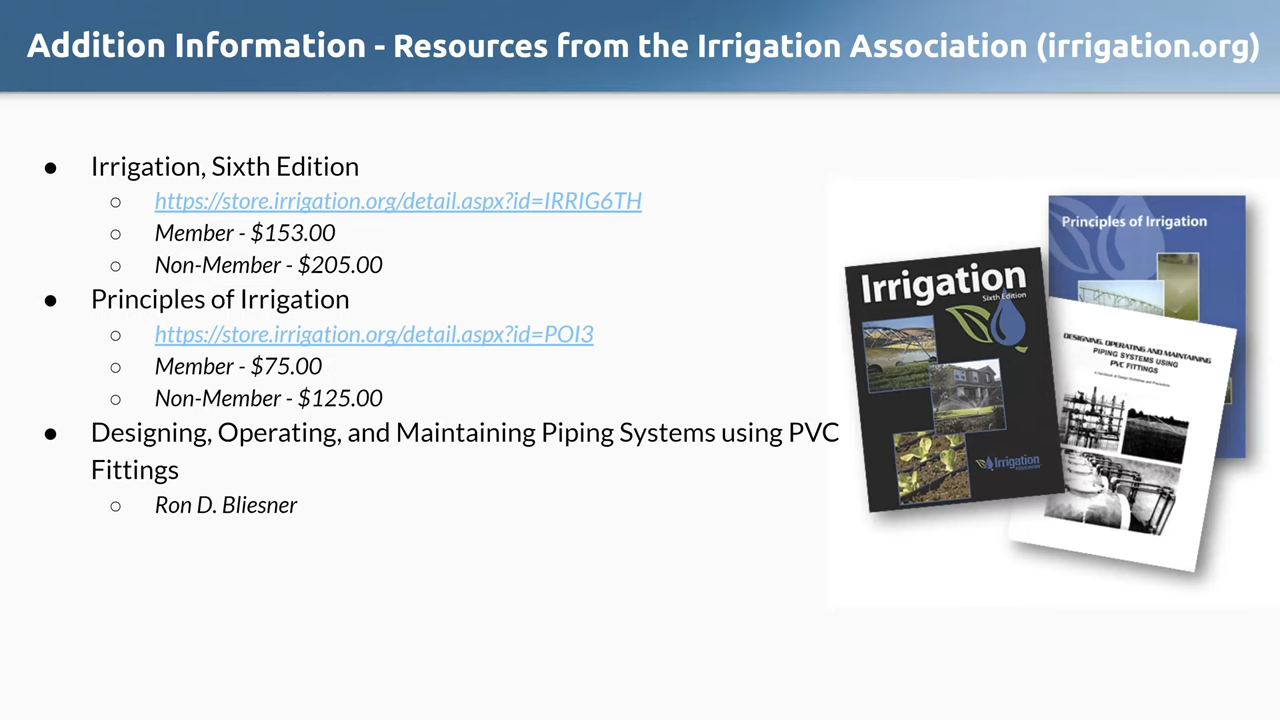 Addition Information - Resources from the Irrigation Association (irrigation.org)
● Irrigation, Sixth Edition
○ https://store.irrigation.org/detail.aspx?id=IRRIG6TH
○ Member - $153.00
○ Non-Member - $205.00
● Principles of Irrigation
○ https://store.irrigation.org/detail.aspx?id=POI3
○ Member - $75.00
○ Non-Member - $125.00
● Designing, Operating, and Maintaining Piping Systems using PVC
Fittings
○ Ron D. Bliesner
Principles of Irrigation
Irrigation
Sixth Edition
Irrigation
DESIGNING, OPERATING AND MAINTAINING
PIPING SYSTEMS USING
PVC FITTINGS